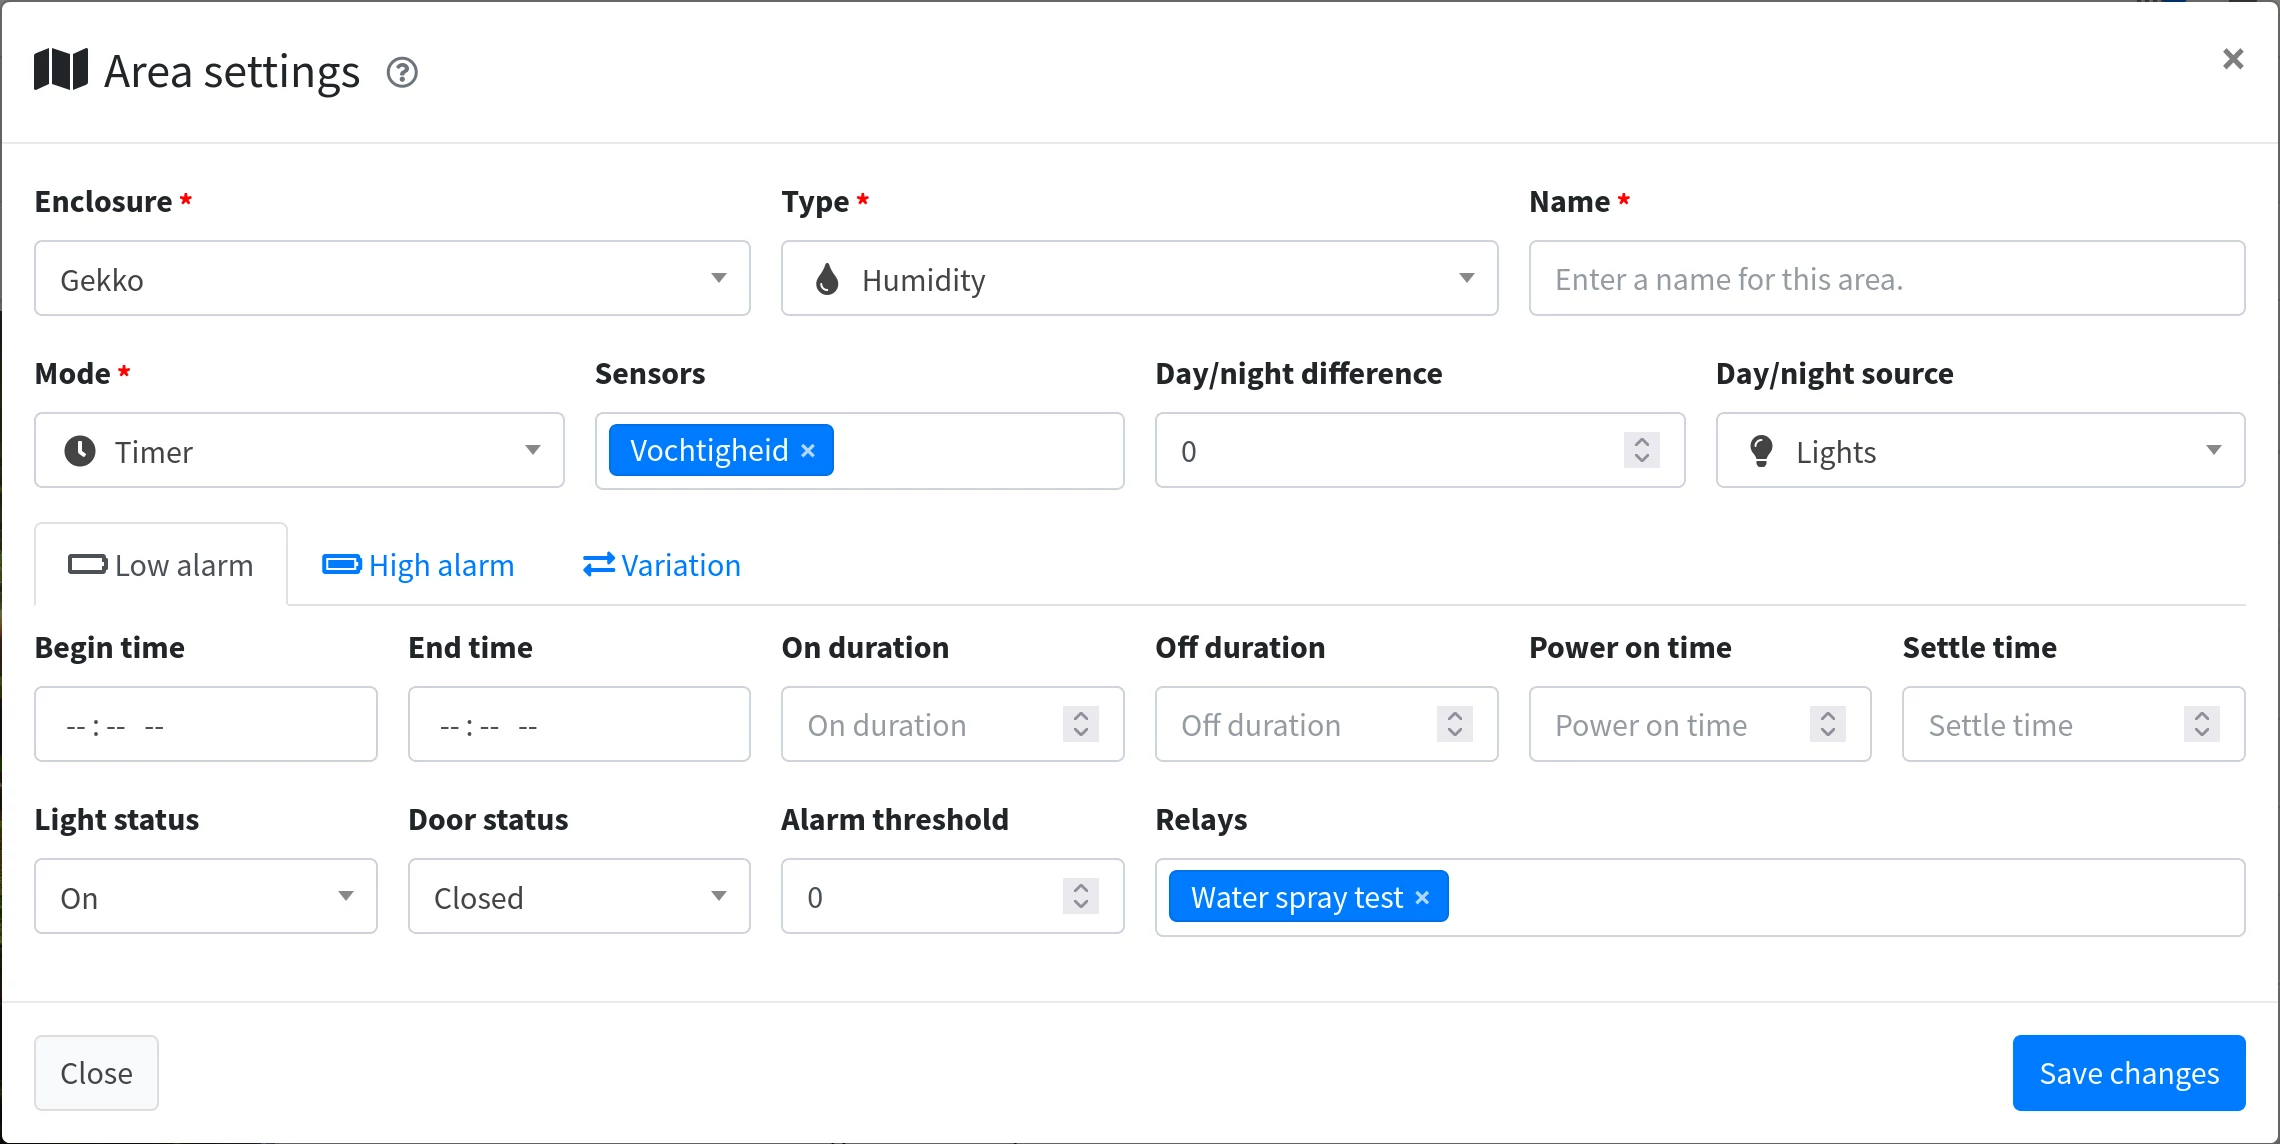 Area settings
Enclosure * Type * Name *
Gekko Humidity Enter a name for this area.
Mode * Sensors Day/night difference Day/night source
Timer Vochtigheid × 0 Lights
Low alarm High alarm Variation
Begin time End time On duration Off duration Power on time Settle time
--:-- -- --:-- -- On duration Off duration Power on time Settle time
Light status Door status Alarm threshold Relays
On Closed 0 Water spray test ×
Close Save changes